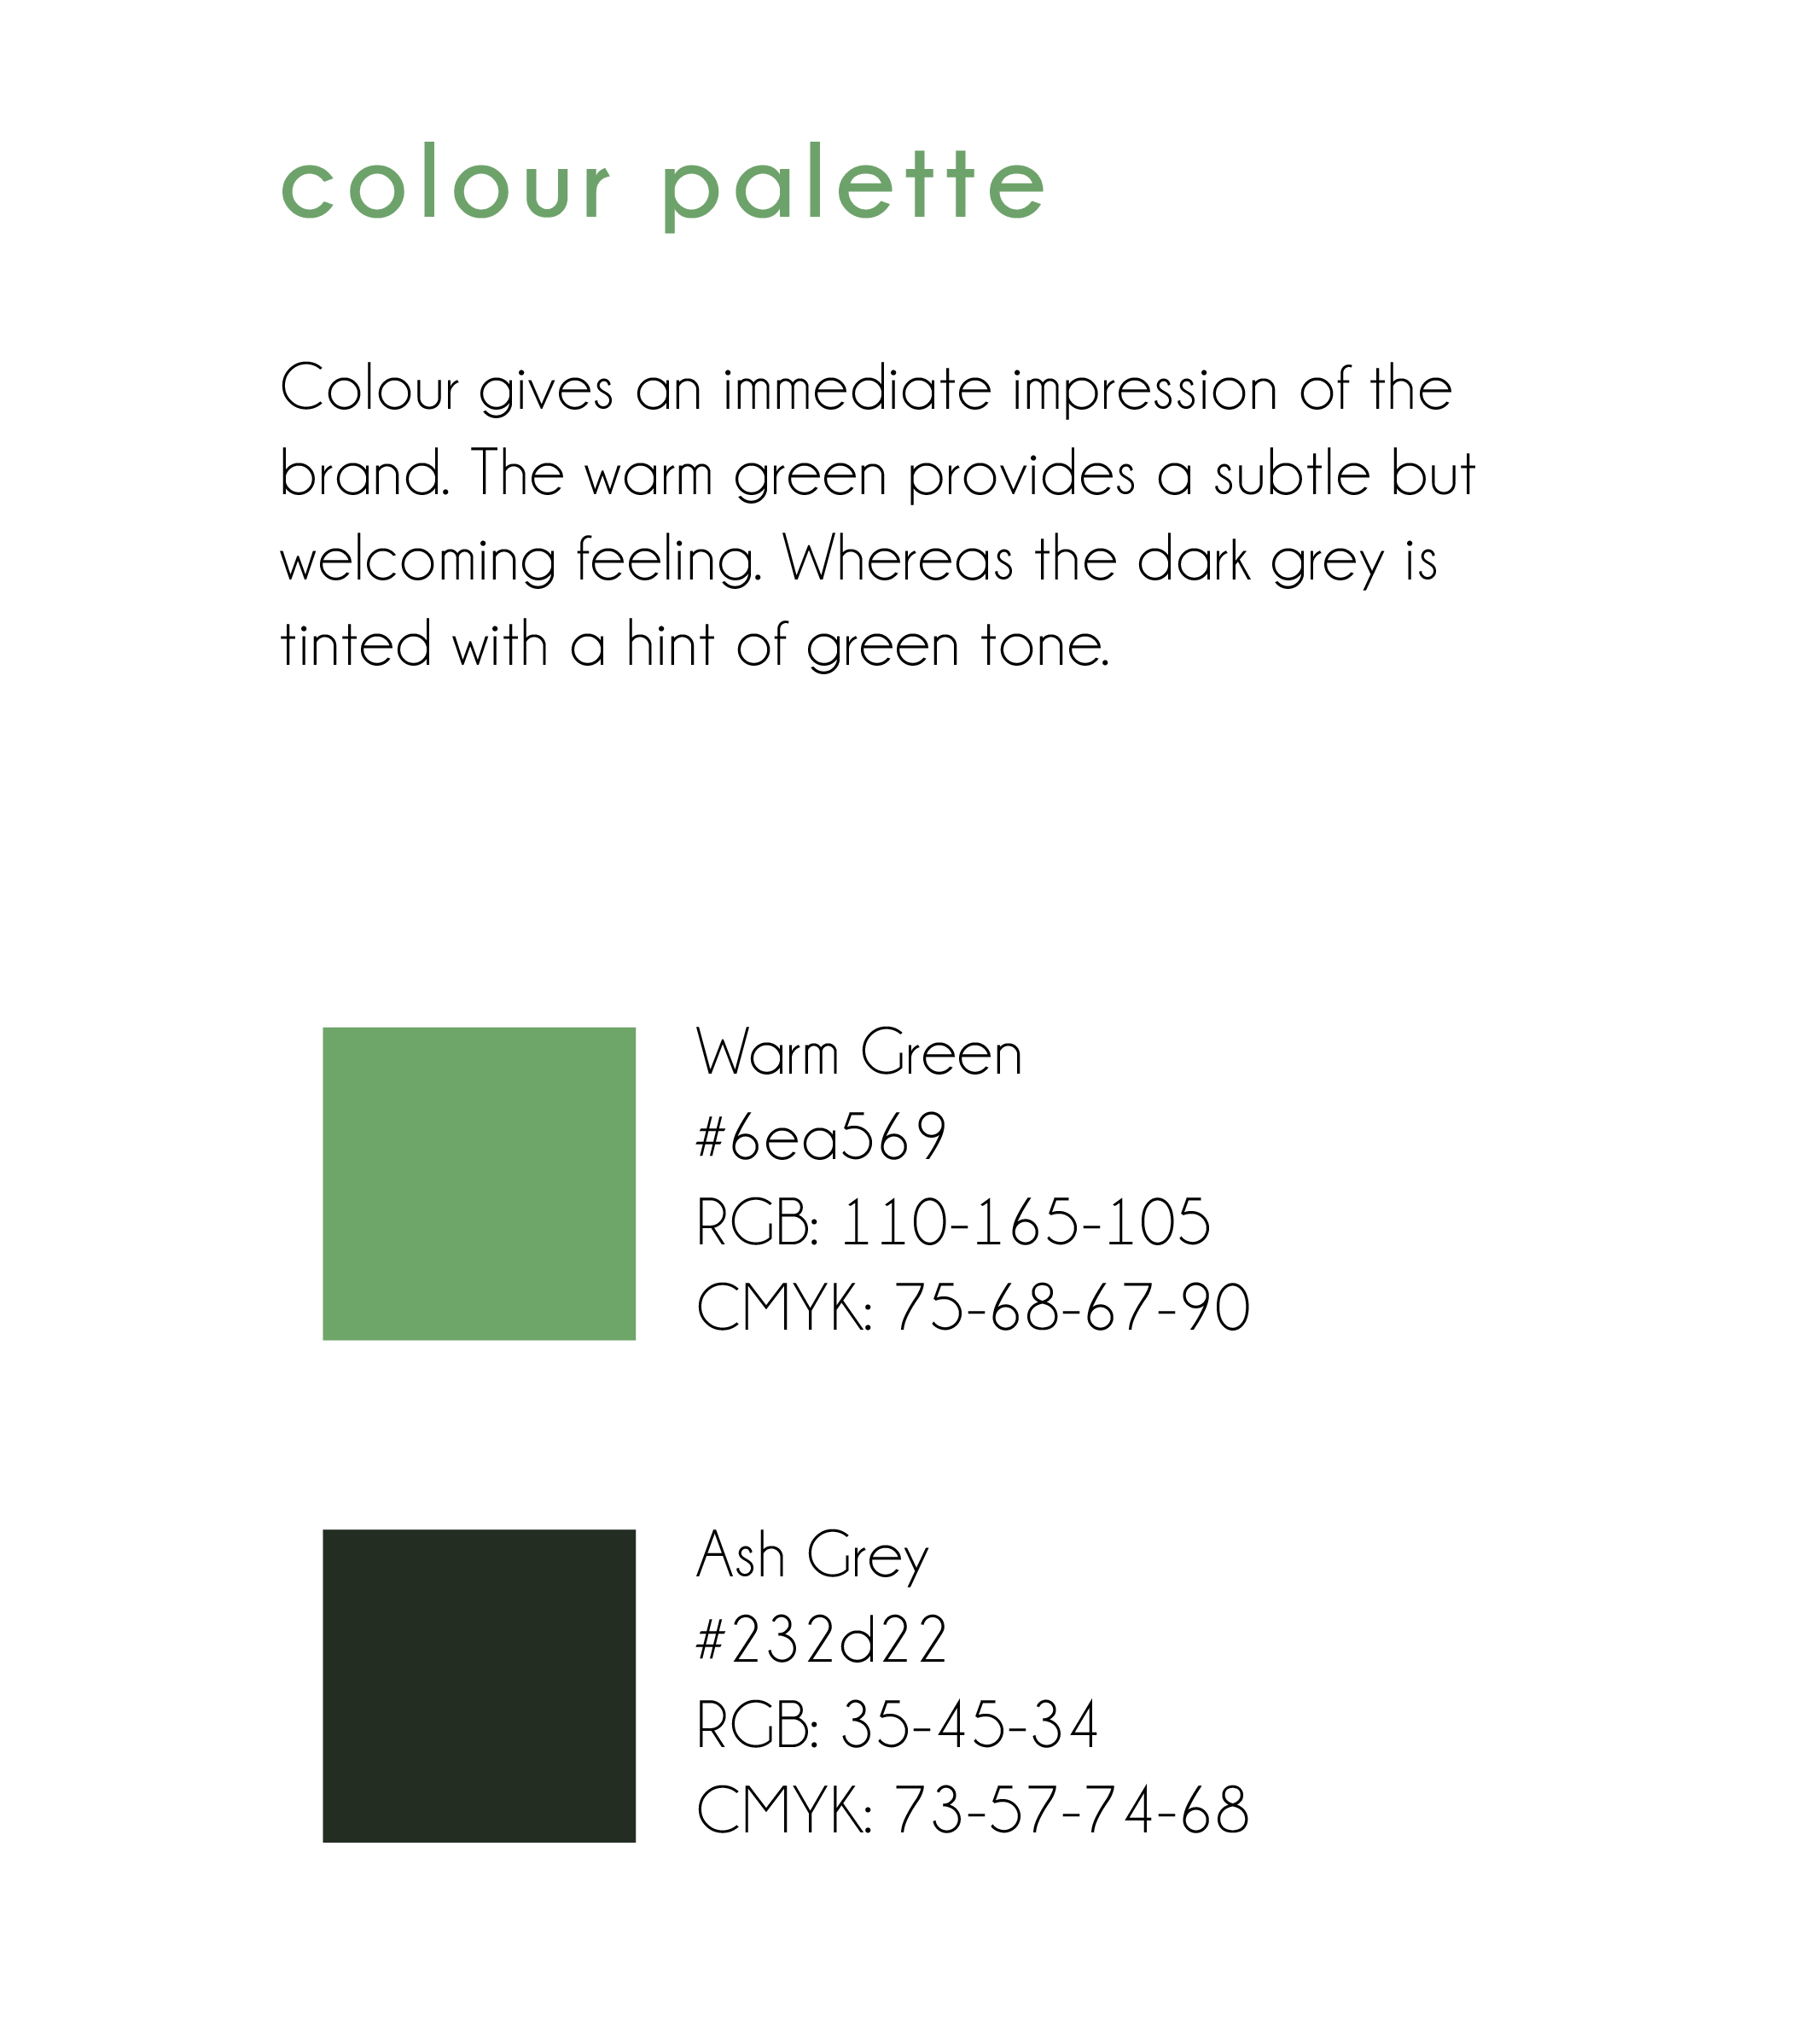 colour palette
Colour gives an immediate impression of the
brand. The warm green provides a subtle but
welcoming feeling. Whereas the dark grey is
tinted with a hint of green tone.
Warm Green
#6ea569
RGB: 110-165-105
CMYK: 75-68-67-90
Ash Grey
#232d22
RGB: 35-45-34
CMYK: 73-57-74-68